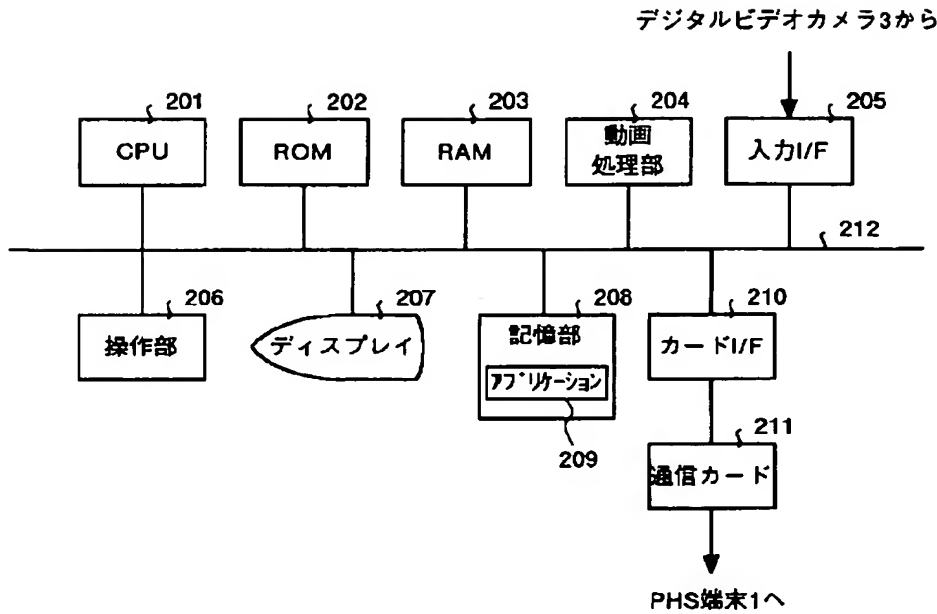 デジタルビデオカメラ3から
201
202
203
204
205
CPU
ROM
RAM
動画
処理部
入力I/F
212
206
207
208
210
操作部
ディスプレイ
記憶部
アプリケーション
カードI/F
209
211
通信カード
PHS端末1へ